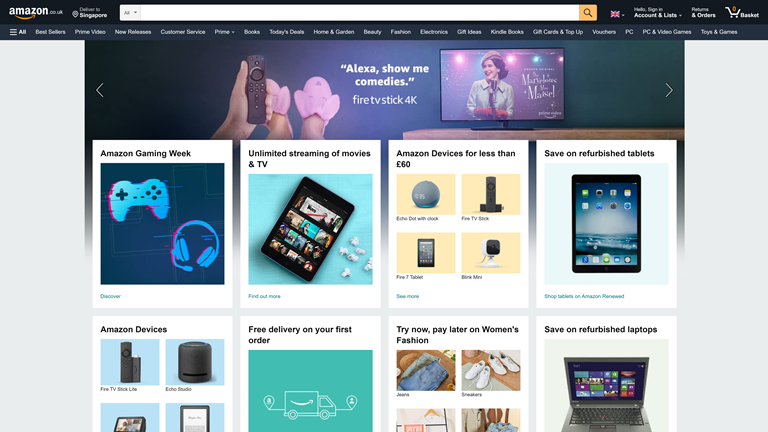 amazon.co.uk
Deliver to
Singapore
All
Hello, Sign in
Account & Lists
Returns
& Orders
0
Basket
All
Best Sellers
Prime Video
New Releases
Customer Service
Prime
Books
Today's Deals
Home & Garden
Beauty
Fashion
Electronics
Gift Ideas
Kindle Books
Gift Cards & Top Up
Vouchers
PC
PC & Video Games
Toys & Games
“Alexa, show me
comedies.”
fire tv stick 4K
Marvelous
Mrs Maisel
Amazon Gaming Week
Discover
Unlimited streaming of movies
& TV
Find out more
Amazon Devices for less than
£60
Echo Dot with clock
Fire TV Stick
Fire 7 Tablet
Blink Mini
See more
Save on refurbished tablets
Shop tablets on Amazon Renewed
Amazon Devices
Fire TV Stick Lite
Echo Studio
Free delivery on your first
order
Try now, pay later on Women's
Fashion
Jeans
Sneakers
Save on refurbished laptops